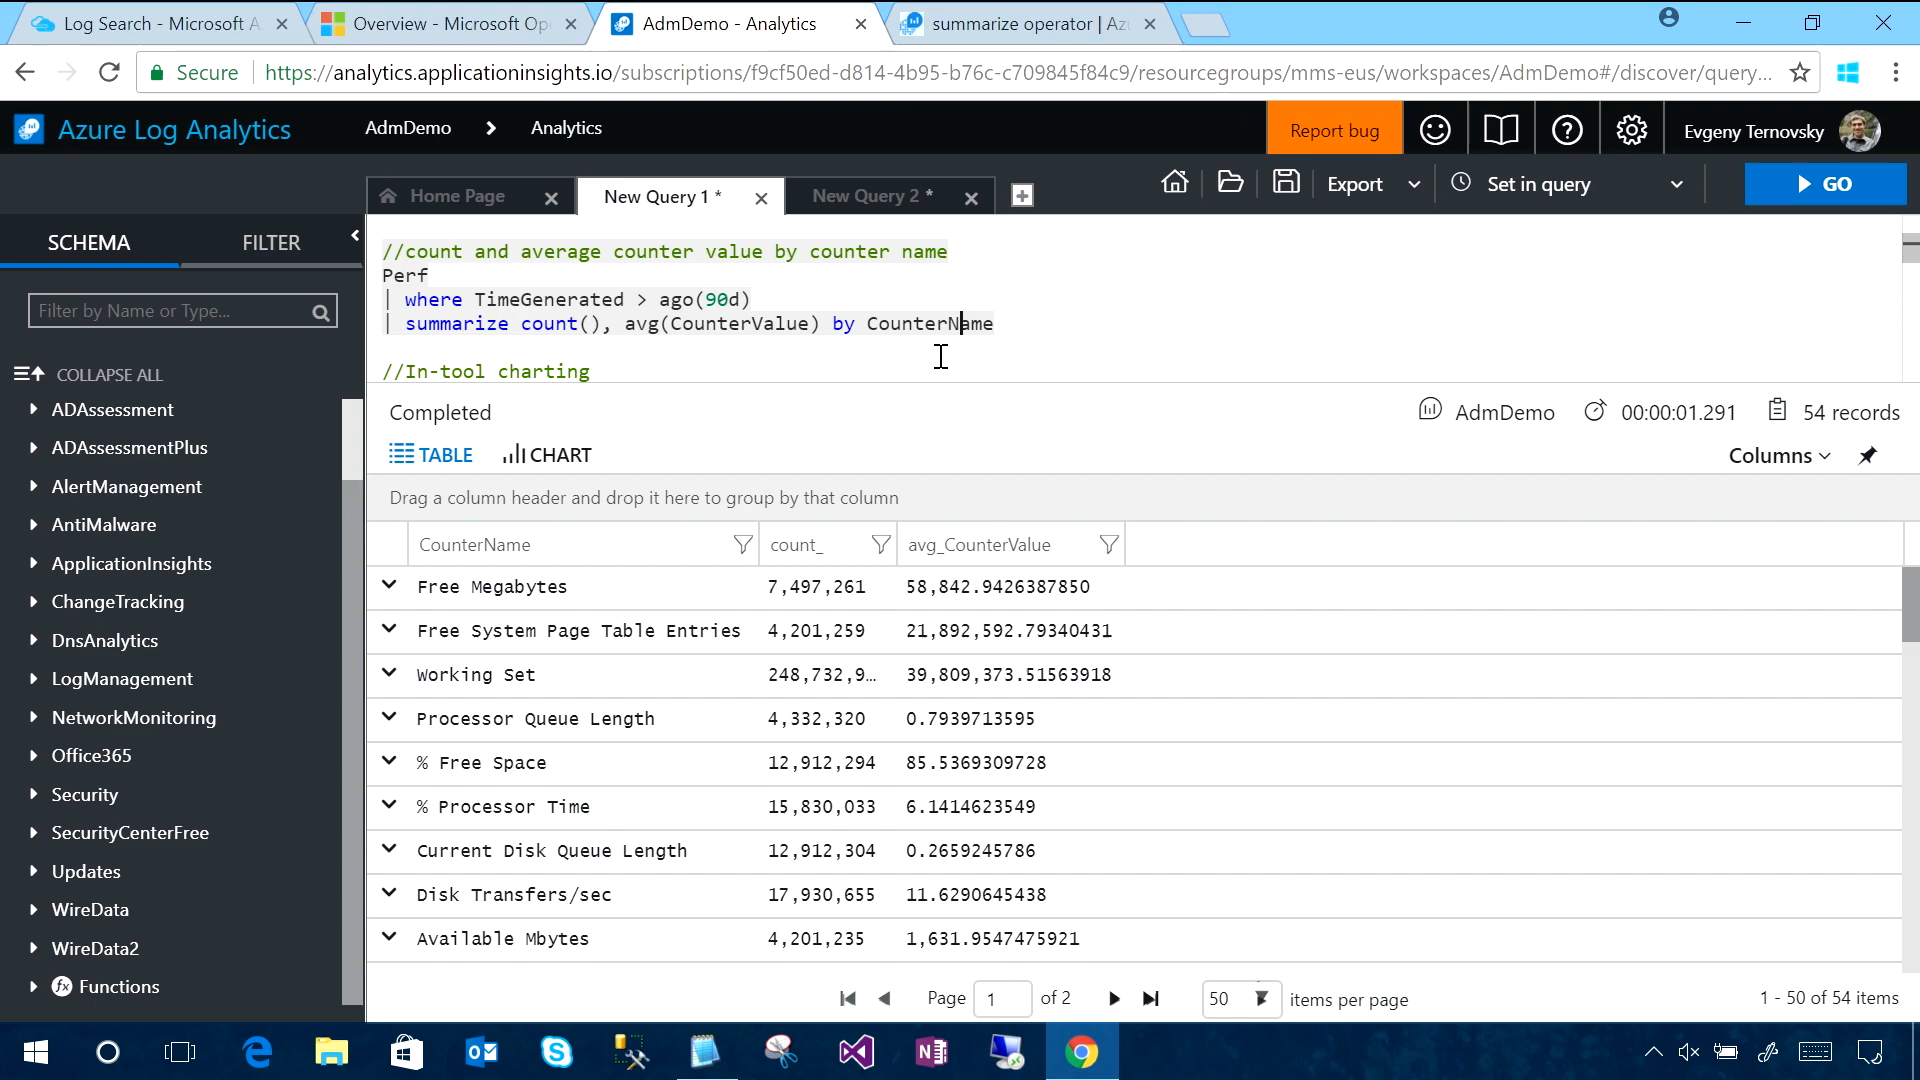 Log Search - Microsoft A
Overview - Microsoft Op
AdmDemo - Analytics
summarize operator | Az
Secure
https://analytics.applicationinsights.io/subscriptions/f9cf50ed-d814-4b95-b76c-c709845f84c9/resourcegroups/mms-eus/workspaces/AdmDemo#/discover/query...
Azure Log Analytics
AdmDemo
Analytics
Report bug
Evgeny Ternovsky
Home Page
New Query 1 *
New Query 2 *
Export
Set in query
GO
SCHEMA
FILTER
Filter by Name or Type...
COLLAPSE ALL
ADAssessment
ADAssessmentPlus
AlertManagement
AntiMalware
ApplicationInsights
ChangeTracking
DnsAnalytics
LogManagement
NetworkMonitoring
Office365
Security
SecurityCenterFree
Updates
WireData
WireData2
fx Functions
//count and average counter value by counter name
Perf
| where TimeGenerated > ago(90d)
| summarize count(), avg(CounterValue) by CounterName
//In-tool charting
Completed
AdmDemo
00:00:01.291
54 records
TABLE
CHART
Columns
Drag a column header and drop it here to group by that column
CounterName count_ avg_CounterValue
Free Megabytes 7,497,261 58,842.9426387850
Free System Page Table Entries 4,201,259 21,892,592.79340431
Working Set 248,732,9... 39,809,373.51563918
Processor Queue Length 4,332,320 0.7939713595
% Free Space 12,912,294 85.5369309728
% Processor Time 15,830,033 6.1414623549
Current Disk Queue Length 12,912,304 0.2659245786
Disk Transfers/sec 17,930,655 11.6290645438
Available Mbytes 4,201,235 1,631.9547475921
Page 1 of 2
50 items per page
1 - 50 of 54 items